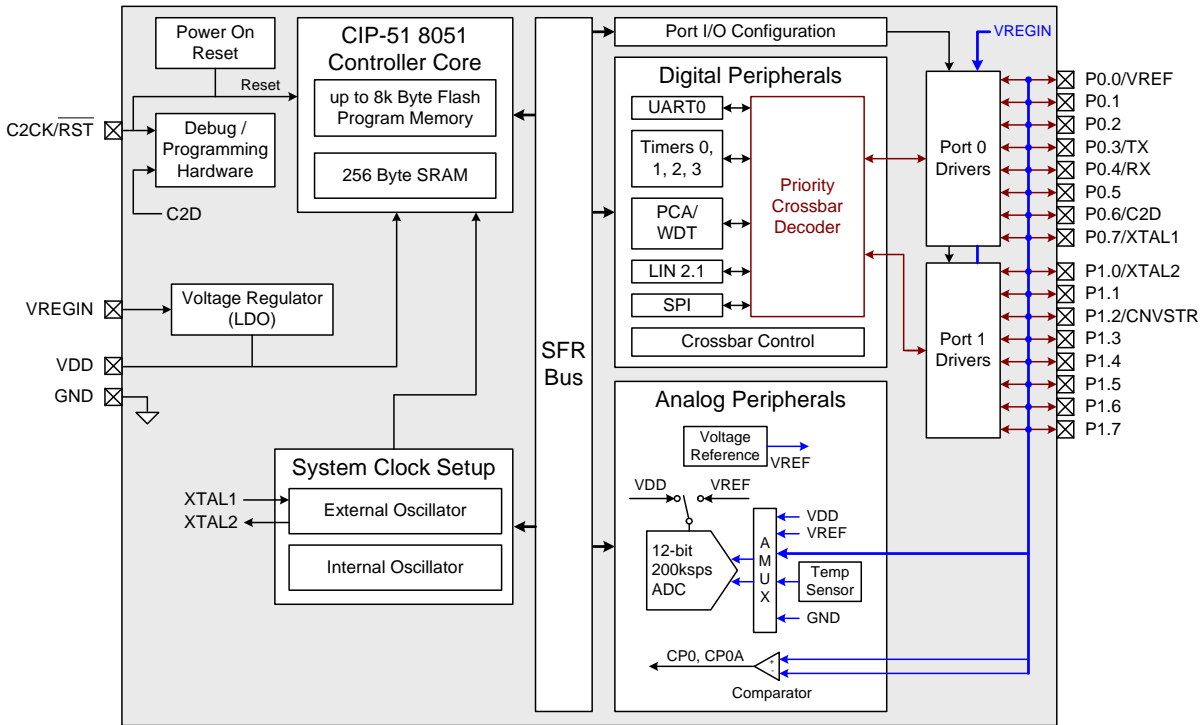 Power On
Reset
Reset
C2CK/RST
Debug /
Programming
Hardware
C2D
CIP-51 8051
Controller Core
up to 8k Byte Flash
Program Memory
256 Byte SRAM
VREGIN
Voltage Regulator
(LDO)
VDD
GND
System Clock Setup
XTAL1
XTAL2
External Oscillator
Internal Oscillator
SFR
Bus
Port I/O Configuration
Digital Peripherals
UART0
Timers 0,
1, 2, 3
PCA/
WDT
LIN 2.1
SPI
Priority
Crossbar
Decoder
Crossbar Control
Analog Peripherals
Voltage
Reference
VREF
VDD
VREF
12-bit
200ksps
ADC
A
M
U
X
VDD
VREF
Temp
Sensor
GND
CP0, CP0A
+
-
Comparator
VREGIN
Port 0
Drivers
Port 1
Drivers
P0.0/VREF
P0.1
P0.2
P0.3/TX
P0.4/RX
P0.5
P0.6/C2D
P0.7/XTAL1
P1.0/XTAL2
P1.1
P1.2/CNVSTR
P1.3
P1.4
P1.5
P1.6
P1.7